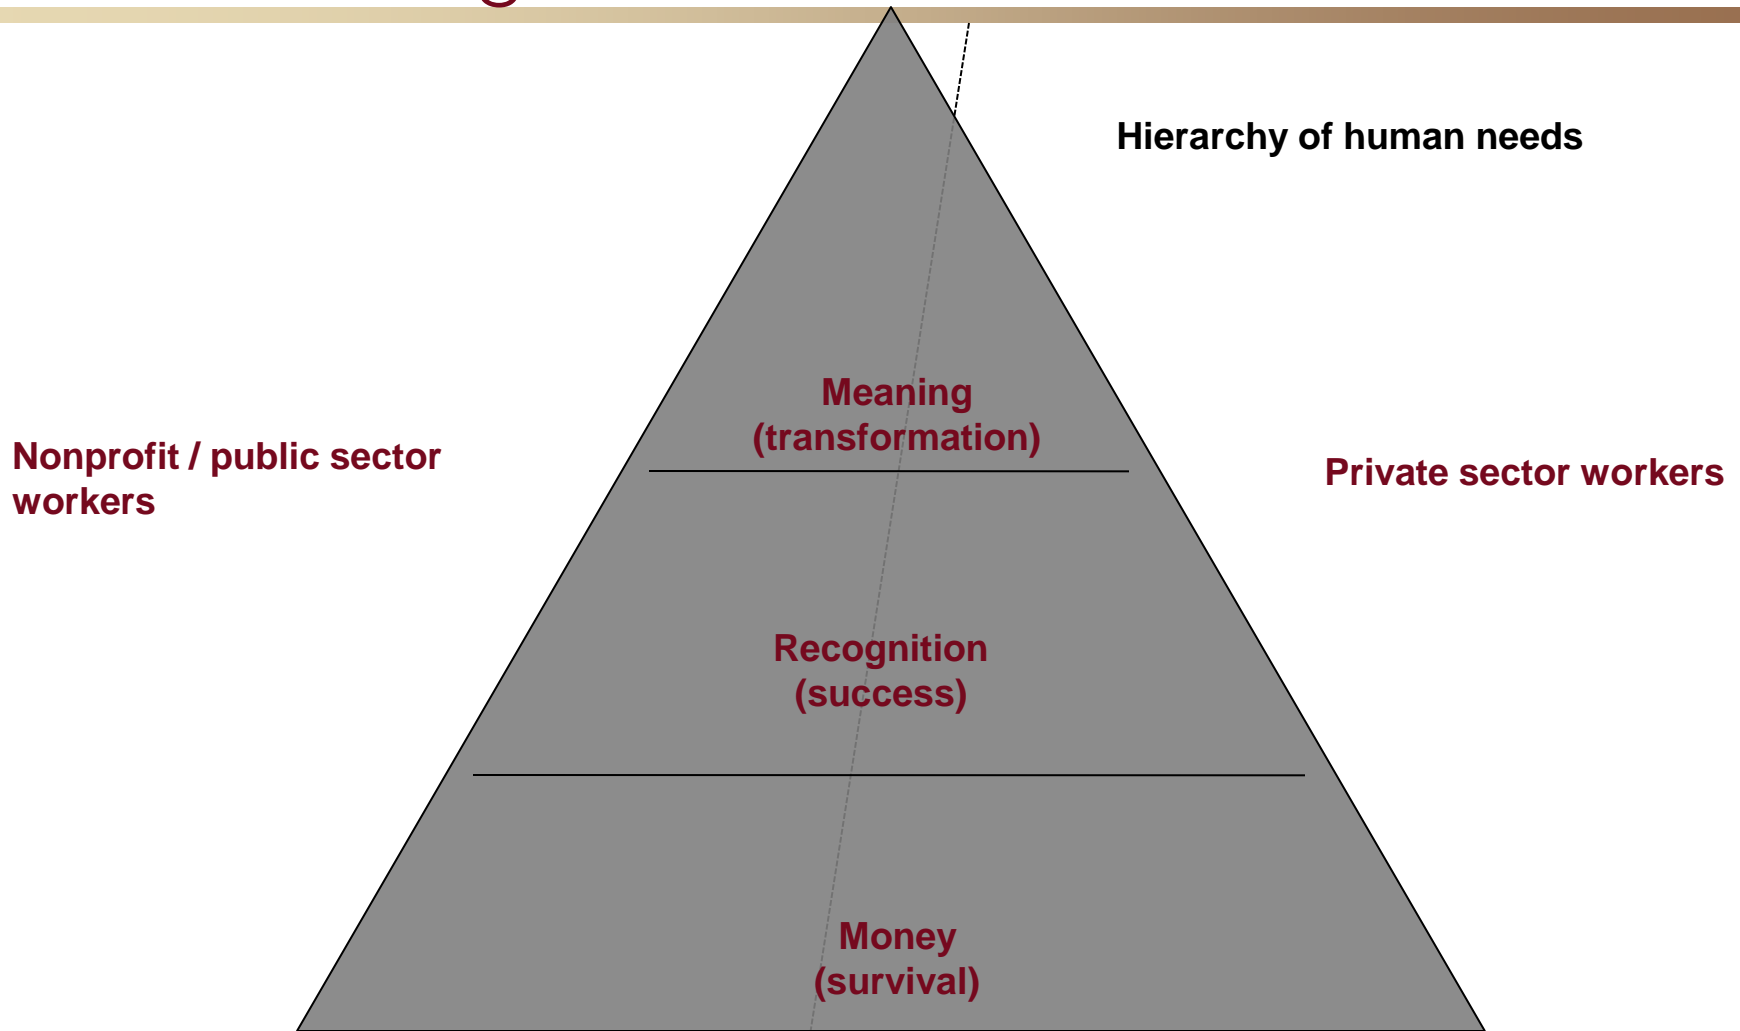 Hierarchy of human needs
Meaning
(transformation)
Nonprofit / public sector
workers
Private sector workers
Recognition
(success)
Money
(survival)